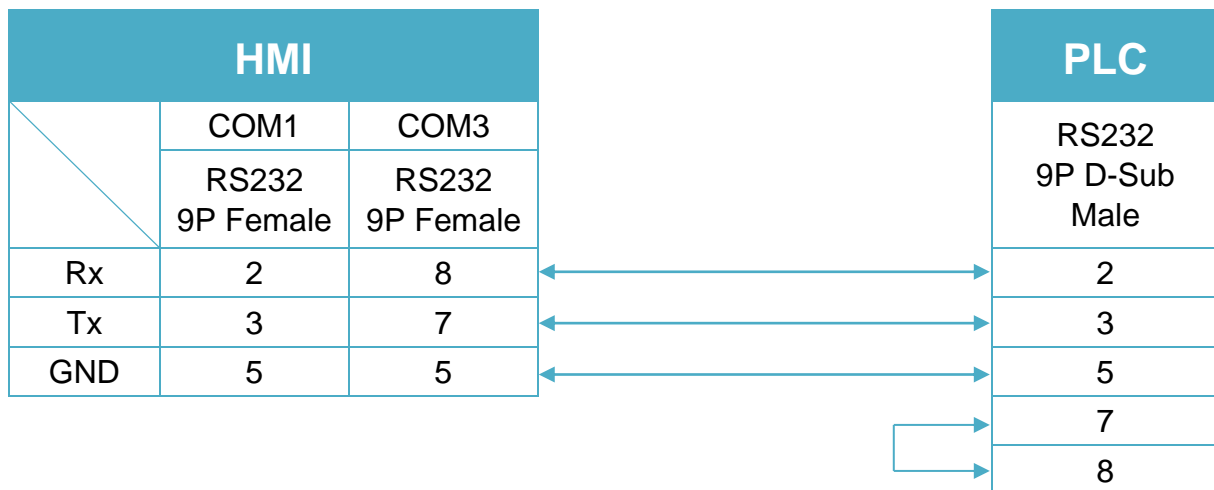 HMI
PLC
COM1 COM3
RS232
9P Female
RS232
9P Female
RS232
9P D-Sub
Male
Rx 2 8 2
Tx 3 7 3
GND 5 5 5
7
8